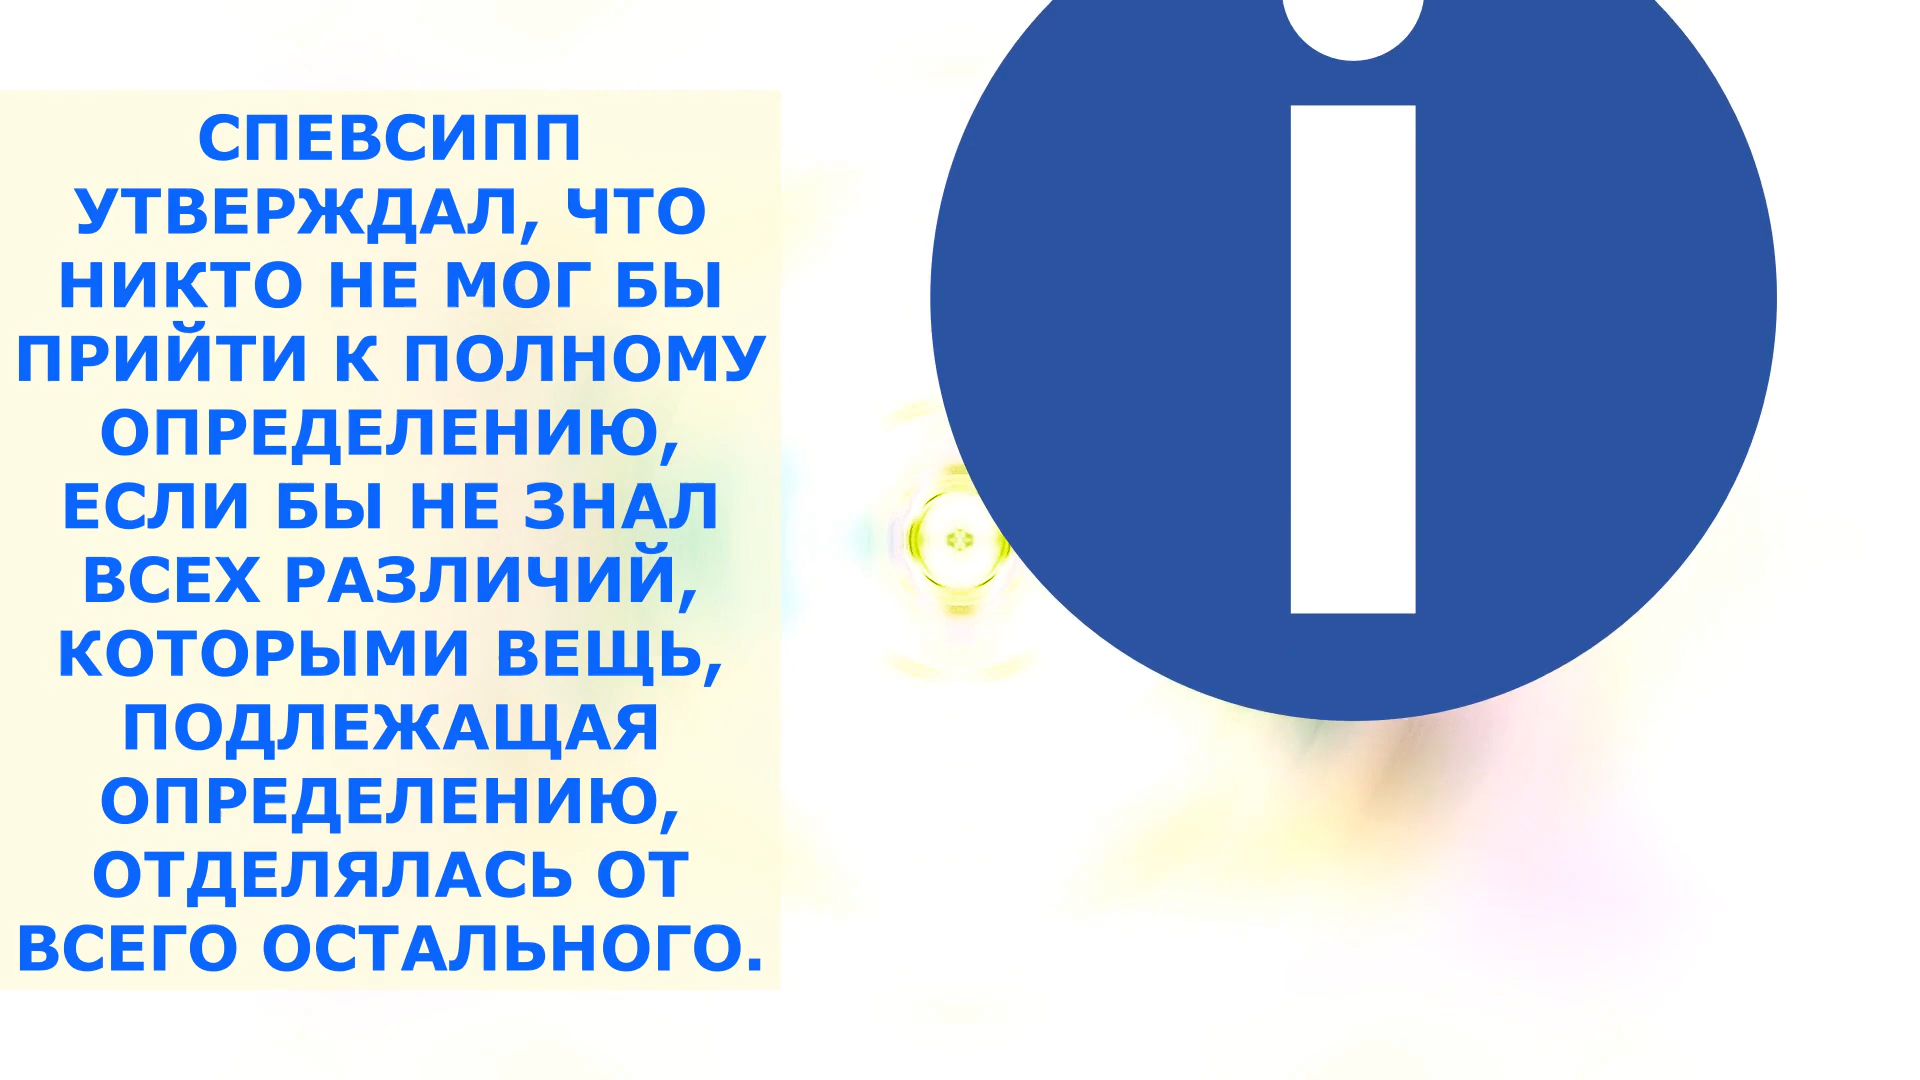 СПЕВСИПП
УТВЕРЖДАЛ, ЧТО
НИКТО НЕ МОГ БЫ
ПРИЙТИ К ПОЛНОМУ
ОПРЕДЕЛЕНИЮ,
ЕСЛИ БЫ НЕ ЗНАЛ
ВСЕХ РАЗЛИЧИЙ,
КОТОРЫМИ ВЕЩЬ,
ПОДЛЕЖАЩАЯ
ОПРЕДЕЛЕНИЮ,
ОТДЕЛЯЛАСЬ ОТ
ВСЕГО ОСТАЛЬНОГО.
i